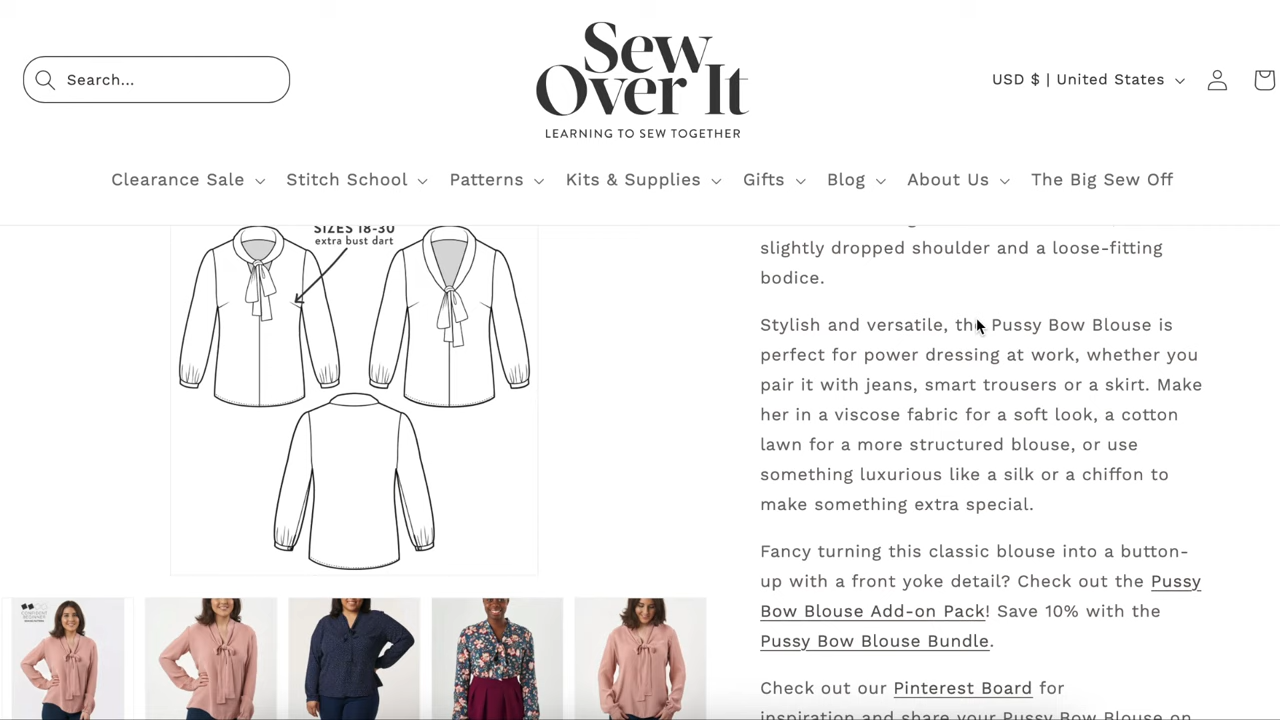 Search...
Sew
Over It
LEARNING TO SEW TOGETHER
USD $ | United States
Clearance Sale
Stitch School
Patterns
Kits & Supplies
Gifts
Blog
About Us
The Big Sew Off
SIZES 18-30
extra bust dart
slightly dropped shoulder and a loose-fitting
bodice.
Stylish and versatile, the Pussy Bow Blouse is
perfect for power dressing at work, whether you
pair it with jeans, smart trousers or a skirt. Make
her in a viscose fabric for a soft look, a cotton
lawn for a more structured blouse, or use
something luxurious like a silk or a chiffon to
make something extra special.
Fancy turning this classic blouse into a button-
up with a front yoke detail? Check out the Pussy
Bow Blouse Add-on Pack! Save 10% with the
Pussy Bow Blouse Bundle.
Check out our Pinterest Board for
inspiration and share your Pussy Bow Blouse on